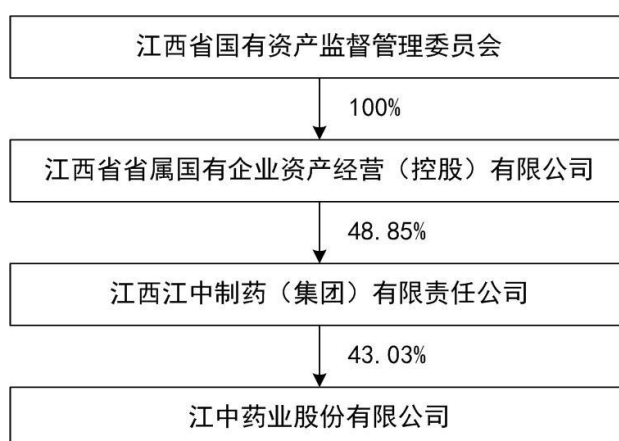 江西省国有资产监督管理委员会
100%
江西省省属国有企业资产经营（控股）有限公司
48.85%
江西江中制药（集团）有限责任公司
43.03%
江中药业股份有限公司